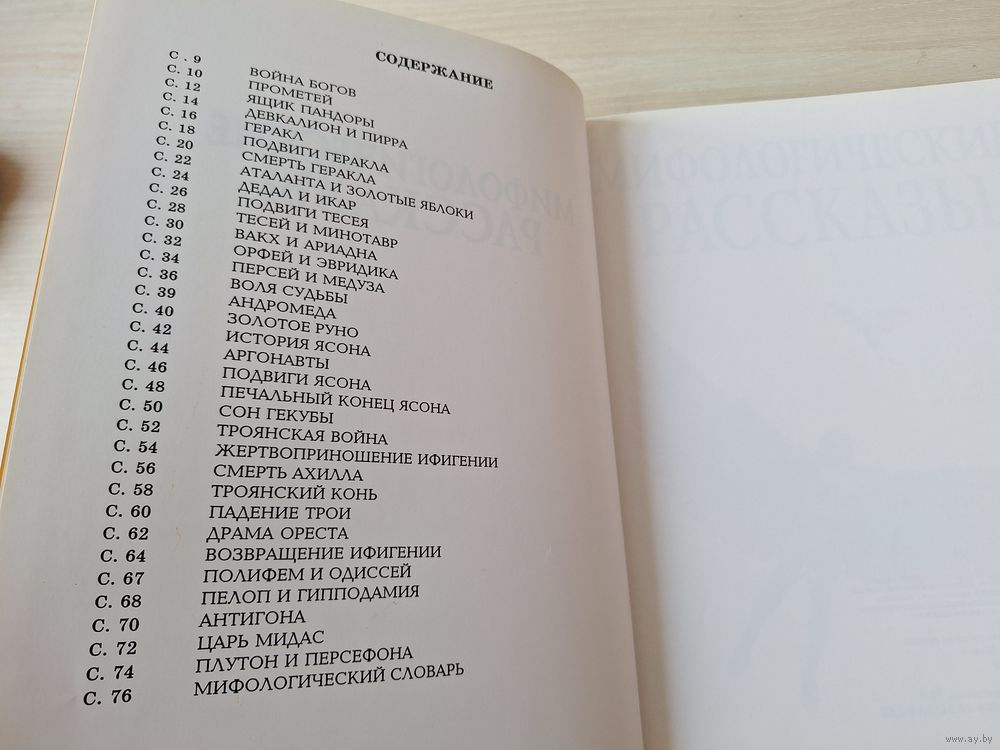 СОДЕРЖАНИЕ
С. 9 ВОЙНА БОГОВ
С. 10 ПРОМЕТЕЙ
С. 12 ЯЩИК ПАНДОРЫ
С. 14 ДЕВКАЛИОН И ПИРРА
С. 16 ГЕРАКЛ
С. 18 ПОДВИГИ ГЕРАКЛА
С. 20 СМЕРТЬ ГЕРАКЛА
С. 22 АТАЛАНТА И ЗОЛОТЫЕ ЯБЛОКИ
С. 24 ДЕДАЛ И ИКАР
С. 26 ПОДВИГИ ТЕСЕЯ
С. 28 ТЕСЕЙ И МИНОТАВР
С. 30 ВАКХ И АРИАДНА
С. 32 ОРФЕЙ И ЭВРИДИКА
С. 34 ПЕРСЕЙ И МЕДУЗА
С. 36 ВОЛЯ СУДЬБЫ
С. 39 АНДРОМЕДА
С. 40 ЗОЛОТОЕ РУНО
С. 42 ИСТОРИЯ ЯСОНА
С. 44 АРГОНАВТЫ
С. 46 ПОДВИГИ ЯСОНА
С. 48 ПЕЧАЛЬНЫЙ КОНЕЦ ЯСОНА
С. 50 СОН ГЕКУБЫ
С. 52 ТРОЯНСКАЯ ВОЙНА
С. 54 ЖЕРТВОПРИНОШЕНИЕ ИФИГЕНИИ
С. 56 СМЕРТЬ АХИЛЛА
С. 58 ТРОЯНСКИЙ КОНЬ
С. 60 ПАДЕНИЕ ТРОИ
С. 62 ДРАМА ОРЕСТА
С. 64 ВОЗВРАЩЕНИЕ ИФИГЕНИИ
С. 67 ПОЛИФЕМ И ОДИССЕЙ
С. 68 ПЕЛОП И ГИППОДАМИЯ
С. 70 АНТИГОНА
С. 72 ЦАРЬ МИДАС
С. 74 ПЛУТОН И ПЕРСЕФОНА
С. 76 МИФОЛОГИЧЕСКИЙ СЛОВАРЬ
www.ay.by